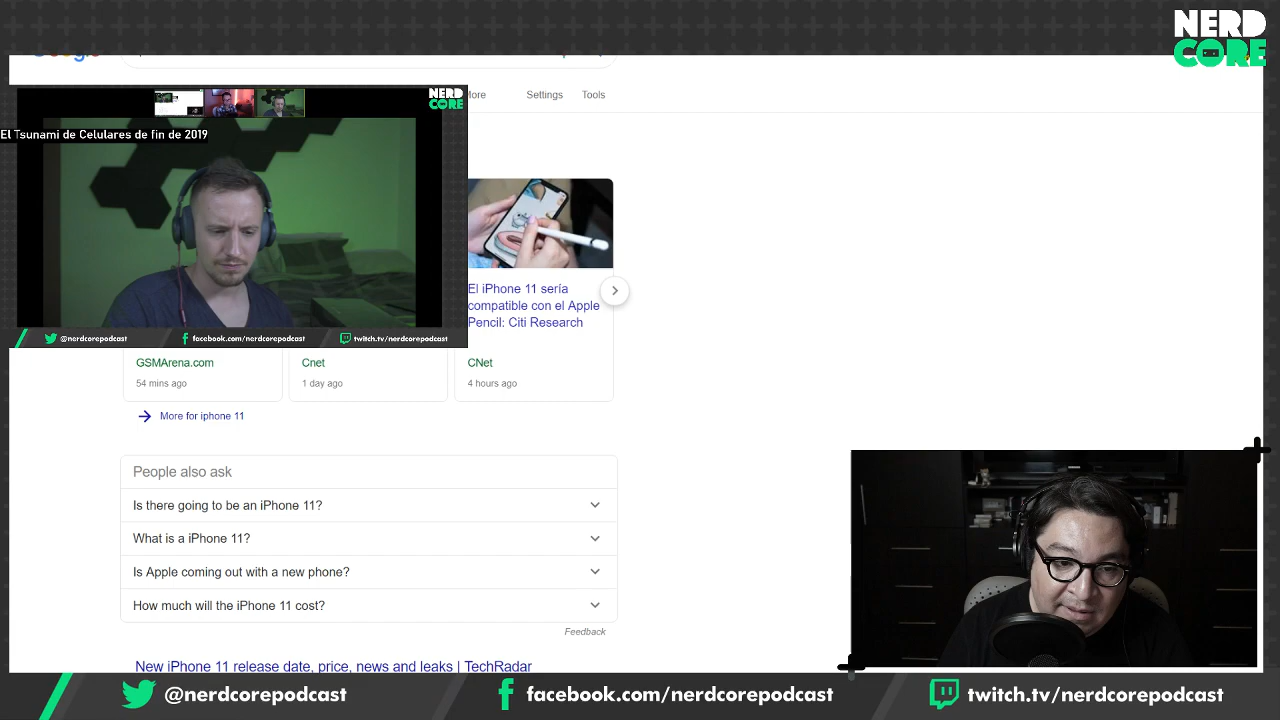 NERD
CORE
Google
More
Settings
Tools
NERD
CORE
El Tsunami de Celulares de fin de 2019
El iPhone 11 sería
compatible con el Apple
Pencil: Citi Research
@nerdcorepodcast
facebook.com/nerdcorepodcast
twitch.tv/nerdcorepodcast
GSMArena.com
Cnet
CNet
54 mins ago
1 day ago
4 hours ago
More for iphone 11
People also ask
Is there going to be an iPhone 11?
What is a iPhone 11?
Is Apple coming out with a new phone?
How much will the iPhone 11 cost?
Feedback
New iPhone 11 release date, price, news and leaks | TechRadar
@nerdcorepodcast
facebook.com/nerdcorepodcast
twitch.tv/nerdcorepodcast